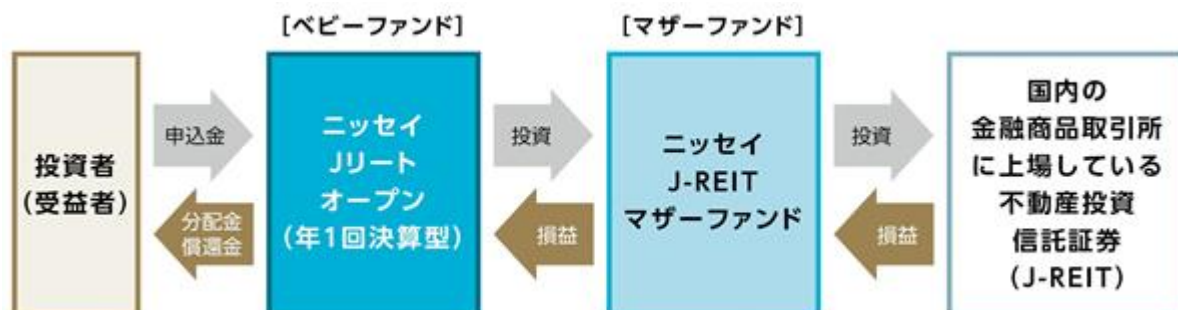 ［ベビーファンド］
［マザーファンド］
投資者
（受益者）
申込金
分配金
償還金
ニッセイ
Jリート
オープン
（年1回決算型）
投資
損益
ニッセイ
J-REIT
マザーファンド
投資
損益
国内の
金融商品取引所
に上場している
不動産投資
信託証券
（J-REIT）